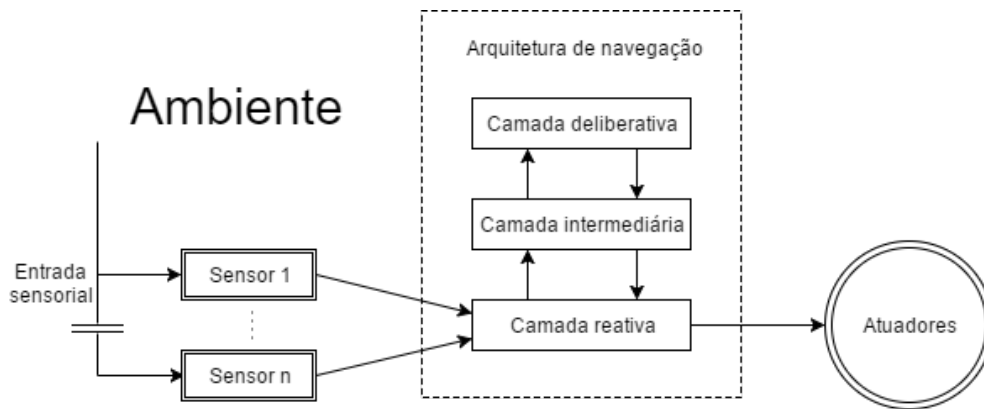 Arquitetura de navegação
Ambiente
Camada deliberativa
Camada intermediária
Entrada
sensorial
Sensor 1
Camada reativa
Atuadores
Sensor n